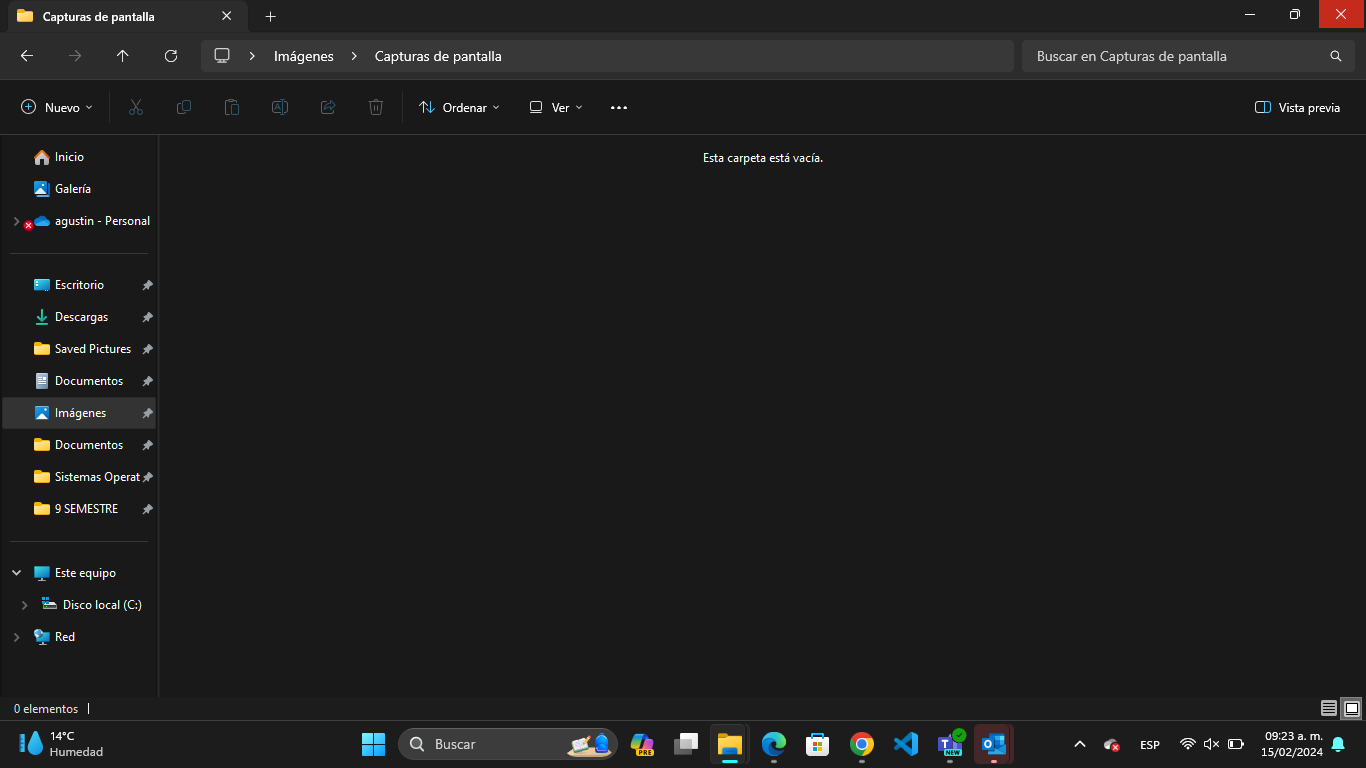 Capturas de pantalla
Imágenes
Capturas de pantalla
Buscar en Capturas de pantalla
Nuevo
Ordenar
Ver
Vista previa
Inicio
Galería
agustin - Personal
Escritorio
Descargas
Saved Pictures
Documentos
Imágenes
Documentos
Sistemas Operat
9 SEMESTRE
Este equipo
Disco local (C:)
Red
Esta carpeta está vacía.
0 elementos
14°C
Humedad
Buscar
PRE
NEW
ESP
09:23 a. m.
15/02/2024